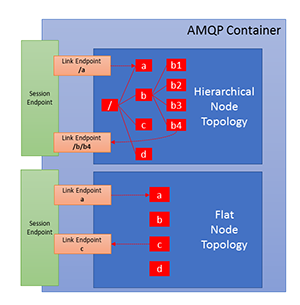 AMQP Container
Link Endpoint
/a
Session
Endpoint
Link Endpoint
/b/b4
/
a
b
c
d
b1
b2
b3
b4
Hierarchical
Node
Topology
Link Endpoint
a
Session
Endpoint
Link Endpoint
c
a
b
c
d
Flat
Node
Topology